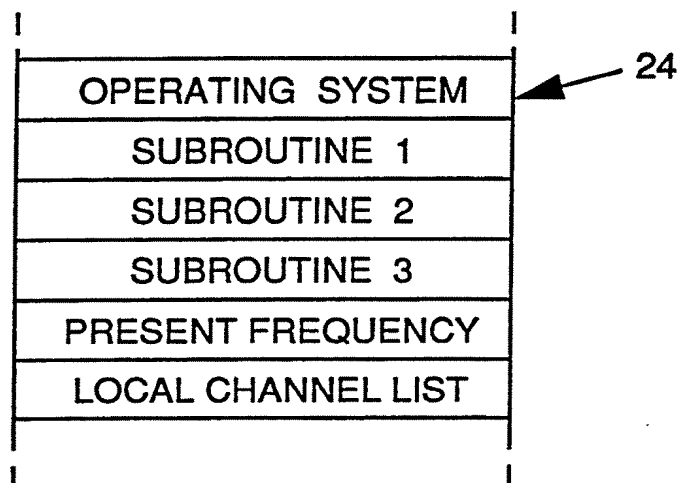 OPERATING SYSTEM
24
SUBROUTINE 1
SUBROUTINE 2
SUBROUTINE 3
PRESENT FREQUENCY
LOCAL CHANNEL LIST